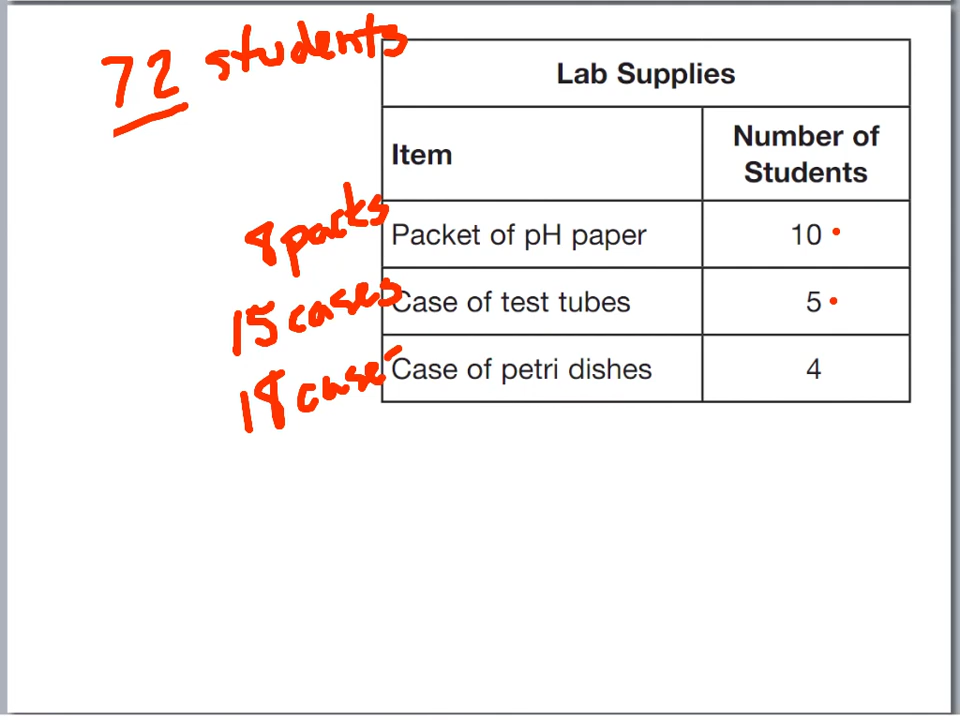 72 students
Lab Supplies
Item
Number of
Students
8 packs
Packet of pH paper
10
15 cases
Case of test tubes
5
18 case
Case of petri dishes
4